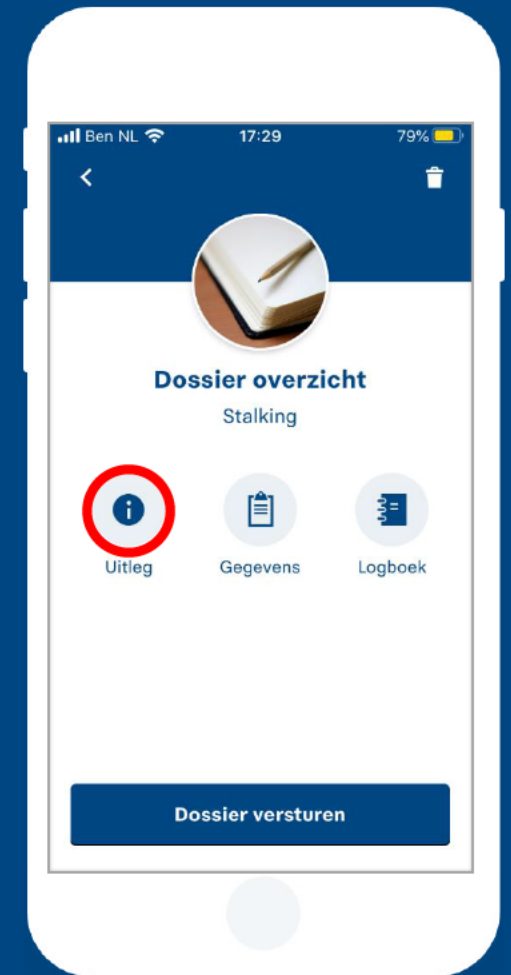 Ben NL 17:29 79%
Dossier overzicht
Stalking
Uitleg Gegevens Logboek
Dossier versturen